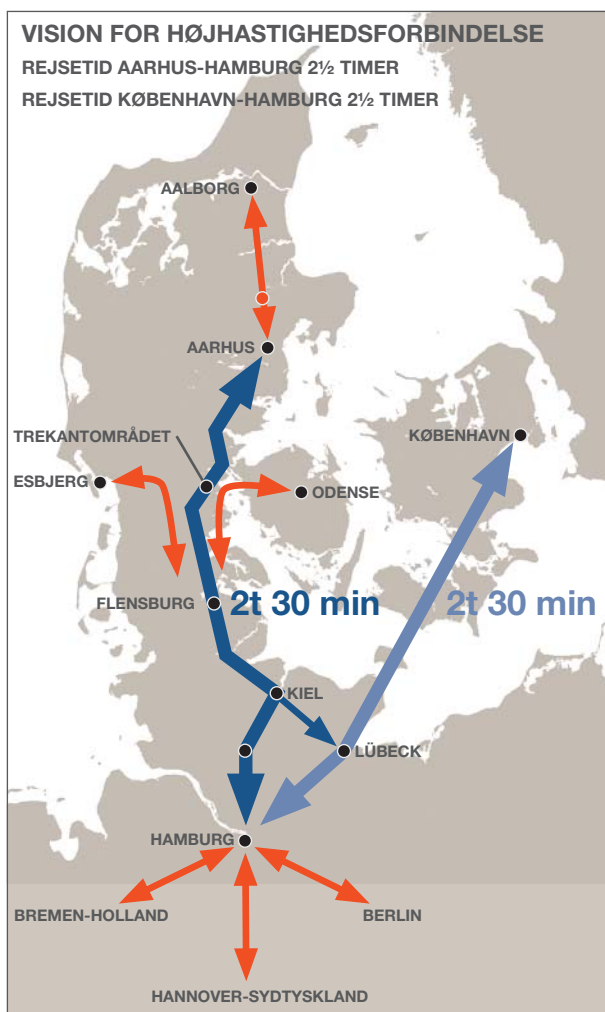 VISION FOR HØJHASTIGHEDSFORBINDELSE
REJSETID AARHUS-HAMBURG 2½ TIMER
REJSETID KØBENHAVN-HAMBURG 2½ TIMER
AALBORG
AARHUS
TREKANTOMRÅDET
KØBENHAVN
ESBJERG
ODENSE
FLENSBURG
2t 30 min
2t 30 min
KIEL
LÜBECK
HAMBURG
BREMEN-HOLLAND
BERLIN
HANNOVER-SYDTYSKLAND